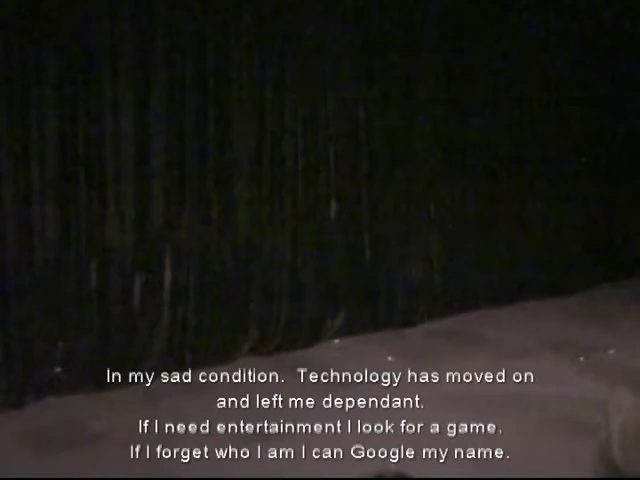 In my sad condition.  Technology has moved on
and left me dependant.
If I need entertainment I look for a game.
If I forget who I am I can Google my name.